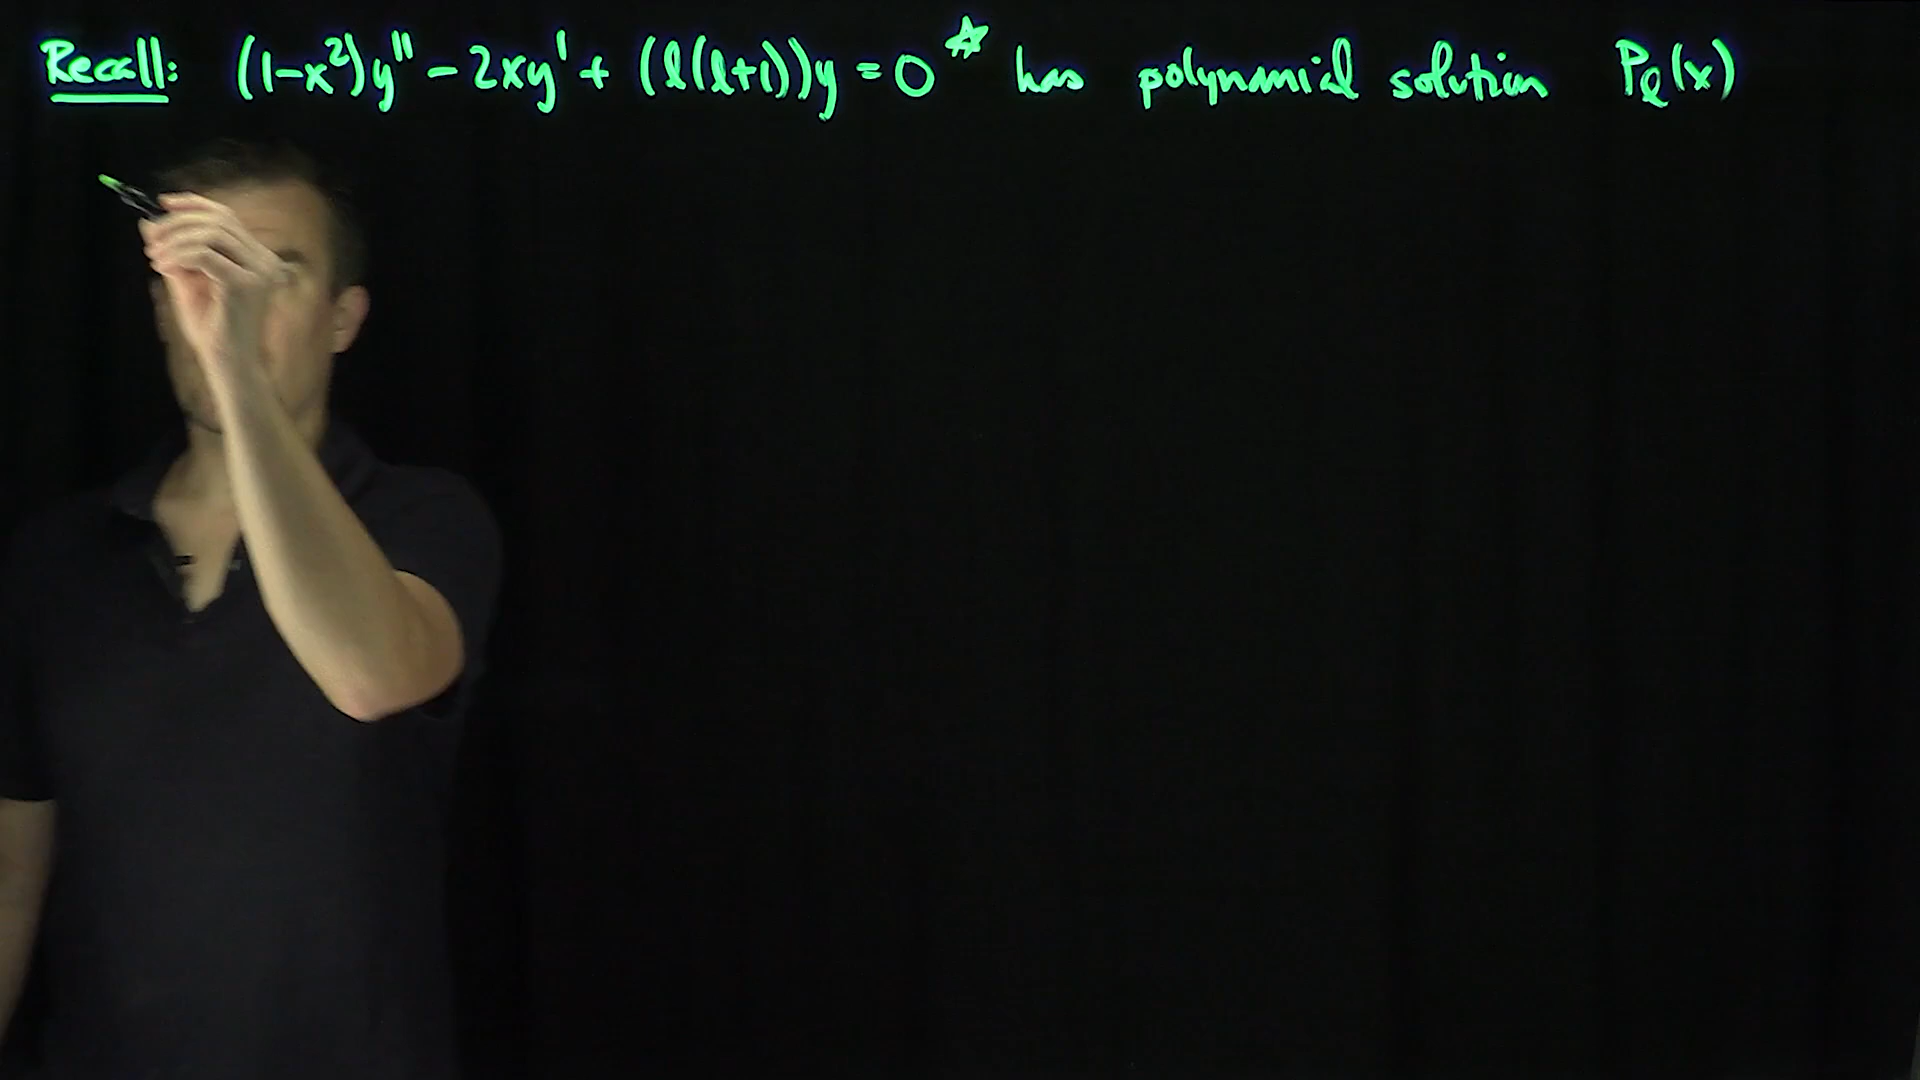 Recall: (1-x²)y'' - 2xy' + (l(l+1))y = 0 ☆ has polynomial solution Pₗ(x)